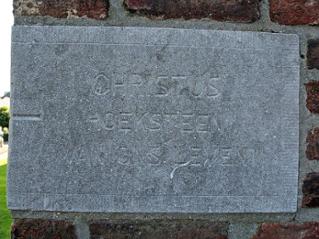 CHRISTUS
HOEKSTEEN
VAN ONS LEVEN